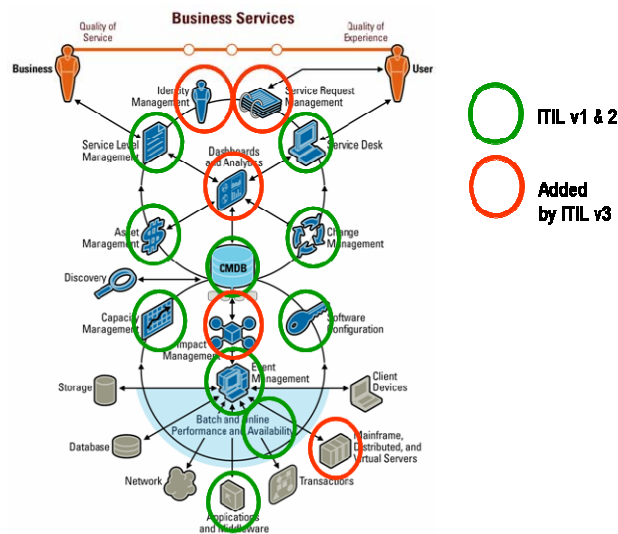 Business Services
Quality of
Service
Quality of
Experience
Business
User
Identity
Management
Service Request
Management
ITIL v1 & 2
Service Level
Management
Service Desk
Dashboards
and Analytics
Added
by ITIL v3
Asset
Management
Change
Management
CMDB
Discovery
Capacity
Management
Software
Configuration
Impact
Management
Event
Management
Storage
Client
Devices
Batch and Online
Performance and Availability
Database
Mainframe,
Distributed, and
Virtual Servers
Network
Transactions
Applications
and Middleware